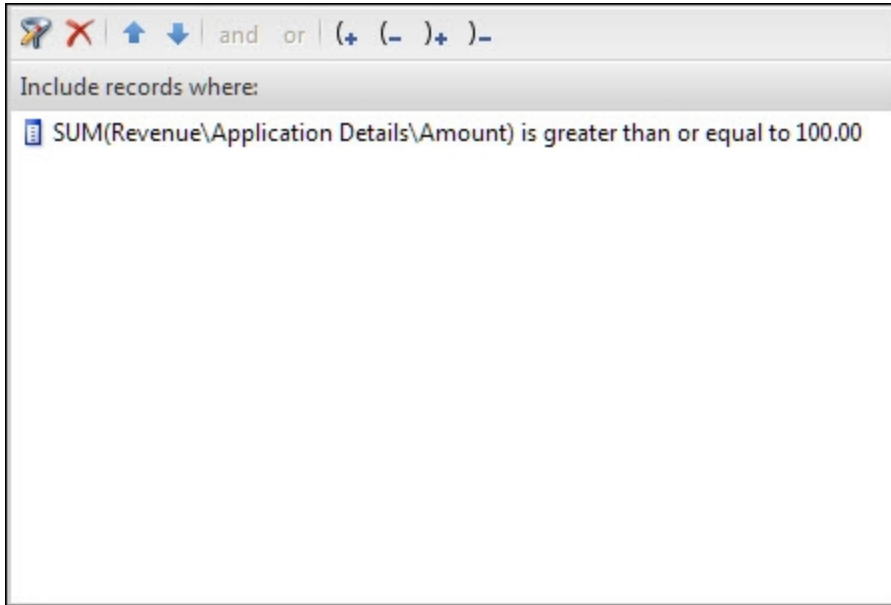 and or (+ (- )+ )-
Include records where:
SUM(Revenue\Application Details\Amount) is greater than or equal to 100.00